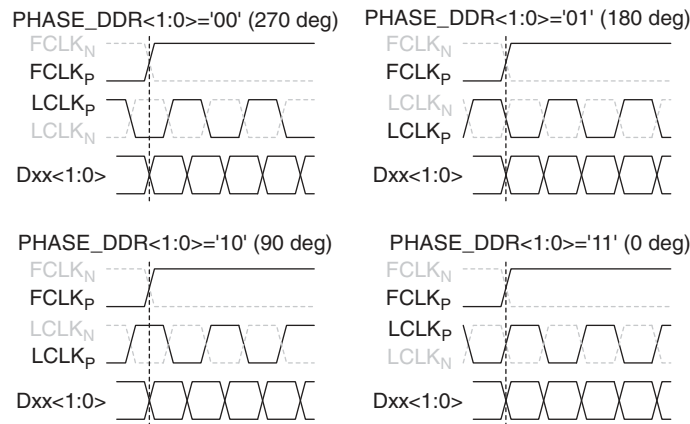 PHASE_DDR<1:0>='00' (270 deg)
FCLKN
FCLKP
LCLKP
LCLKN
Dxx<1:0>
PHASE_DDR<1:0>='01' (180 deg)
FCLKN
FCLKP
LCLKN
LCLKP
Dxx<1:0>
PHASE_DDR<1:0>='10' (90 deg)
FCLKN
FCLKP
LCLKN
LCLKP
Dxx<1:0>
PHASE_DDR<1:0>='11' (0 deg)
FCLKN
FCLKP
LCLKP
LCLKN
Dxx<1:0>